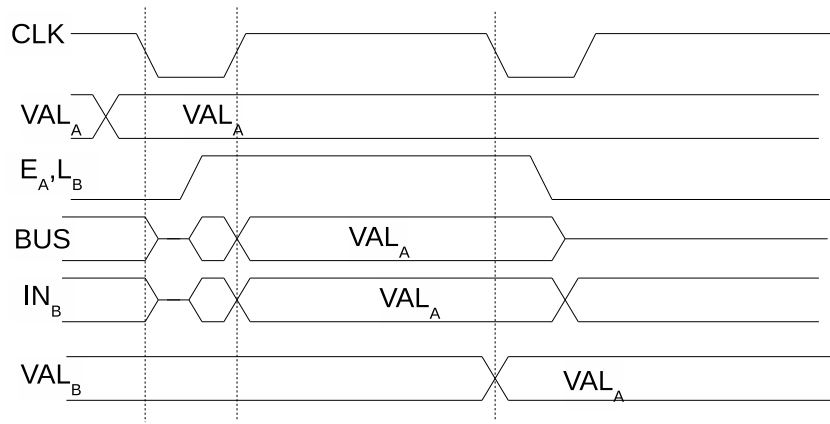 CLK
VAL_A VAL_A
E_A,L_B
BUS VAL_A
IN_B VAL_A
VAL_B VAL_A